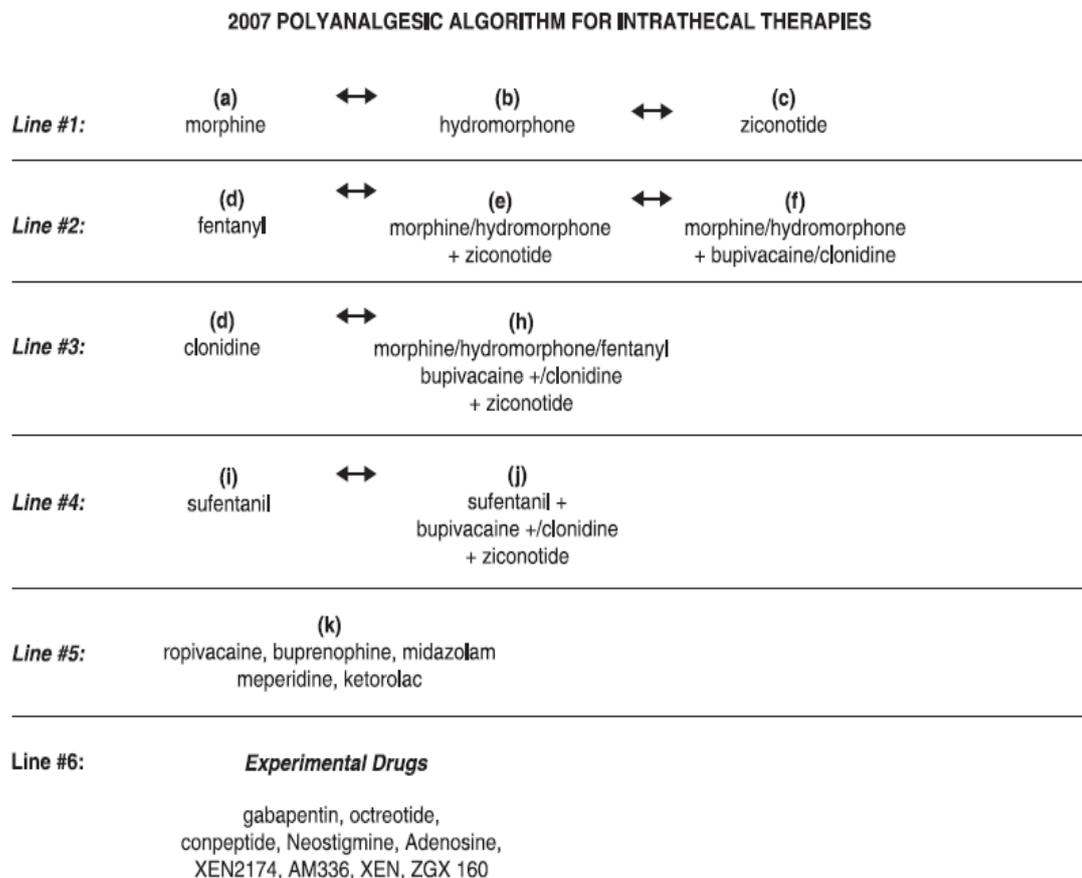 2007 POLYANALGESIC ALGORITHM FOR INTRATHECAL THERAPIES
(a) (b) (c)
Line #1: morphine hydromorphone ziconotide
(d) (e) (f)
Line #2: fentanyl morphine/hydromorphone morphine/hydromorphone
+ ziconotide + bupivacaine/clonidine
(d) (h)
Line #3: clonidine morphine/hydromorphone/fentanyl
bupivacaine +/clonidine
+ ziconotide
(i) (j)
Line #4: sufentanil sufentanil +
bupivacaine +/clonidine
+ ziconotide
(k)
Line #5: ropivacaine, buprenophine, midazolam
meperidine, ketorolac
Line #6: Experimental Drugs
gabapentin, octreotide,
conpeptide, Neostigmine, Adenosine,
XEN2174, AM336, XEN, ZGX 160